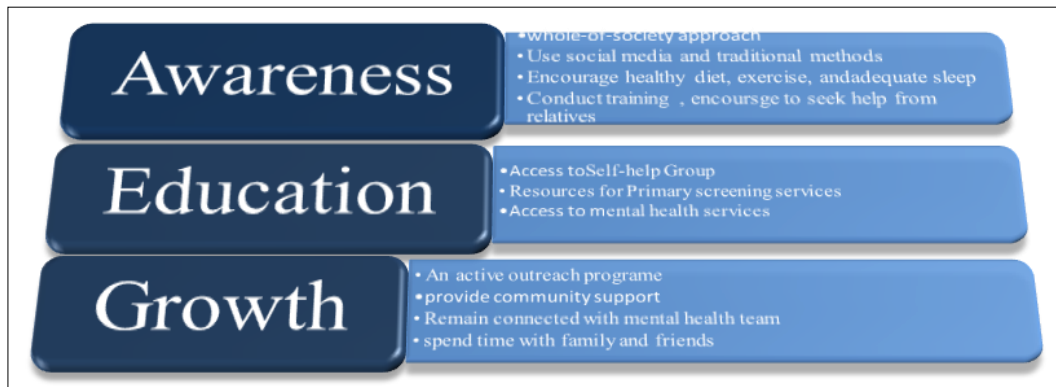 Awareness
•whole-of-society approach
• Use social media and traditional methods
• Encourage healthy diet, exercise, andadequate sleep
• Conduct training , encoursge to seek help from
relatives
Education
•Access toSelf-help Group
• Resources for Primary screening services
•Access to mental health services
Growth
• An active outreach programe
•provide community support
• Remain connected with mental health team
• spend time with family and friends